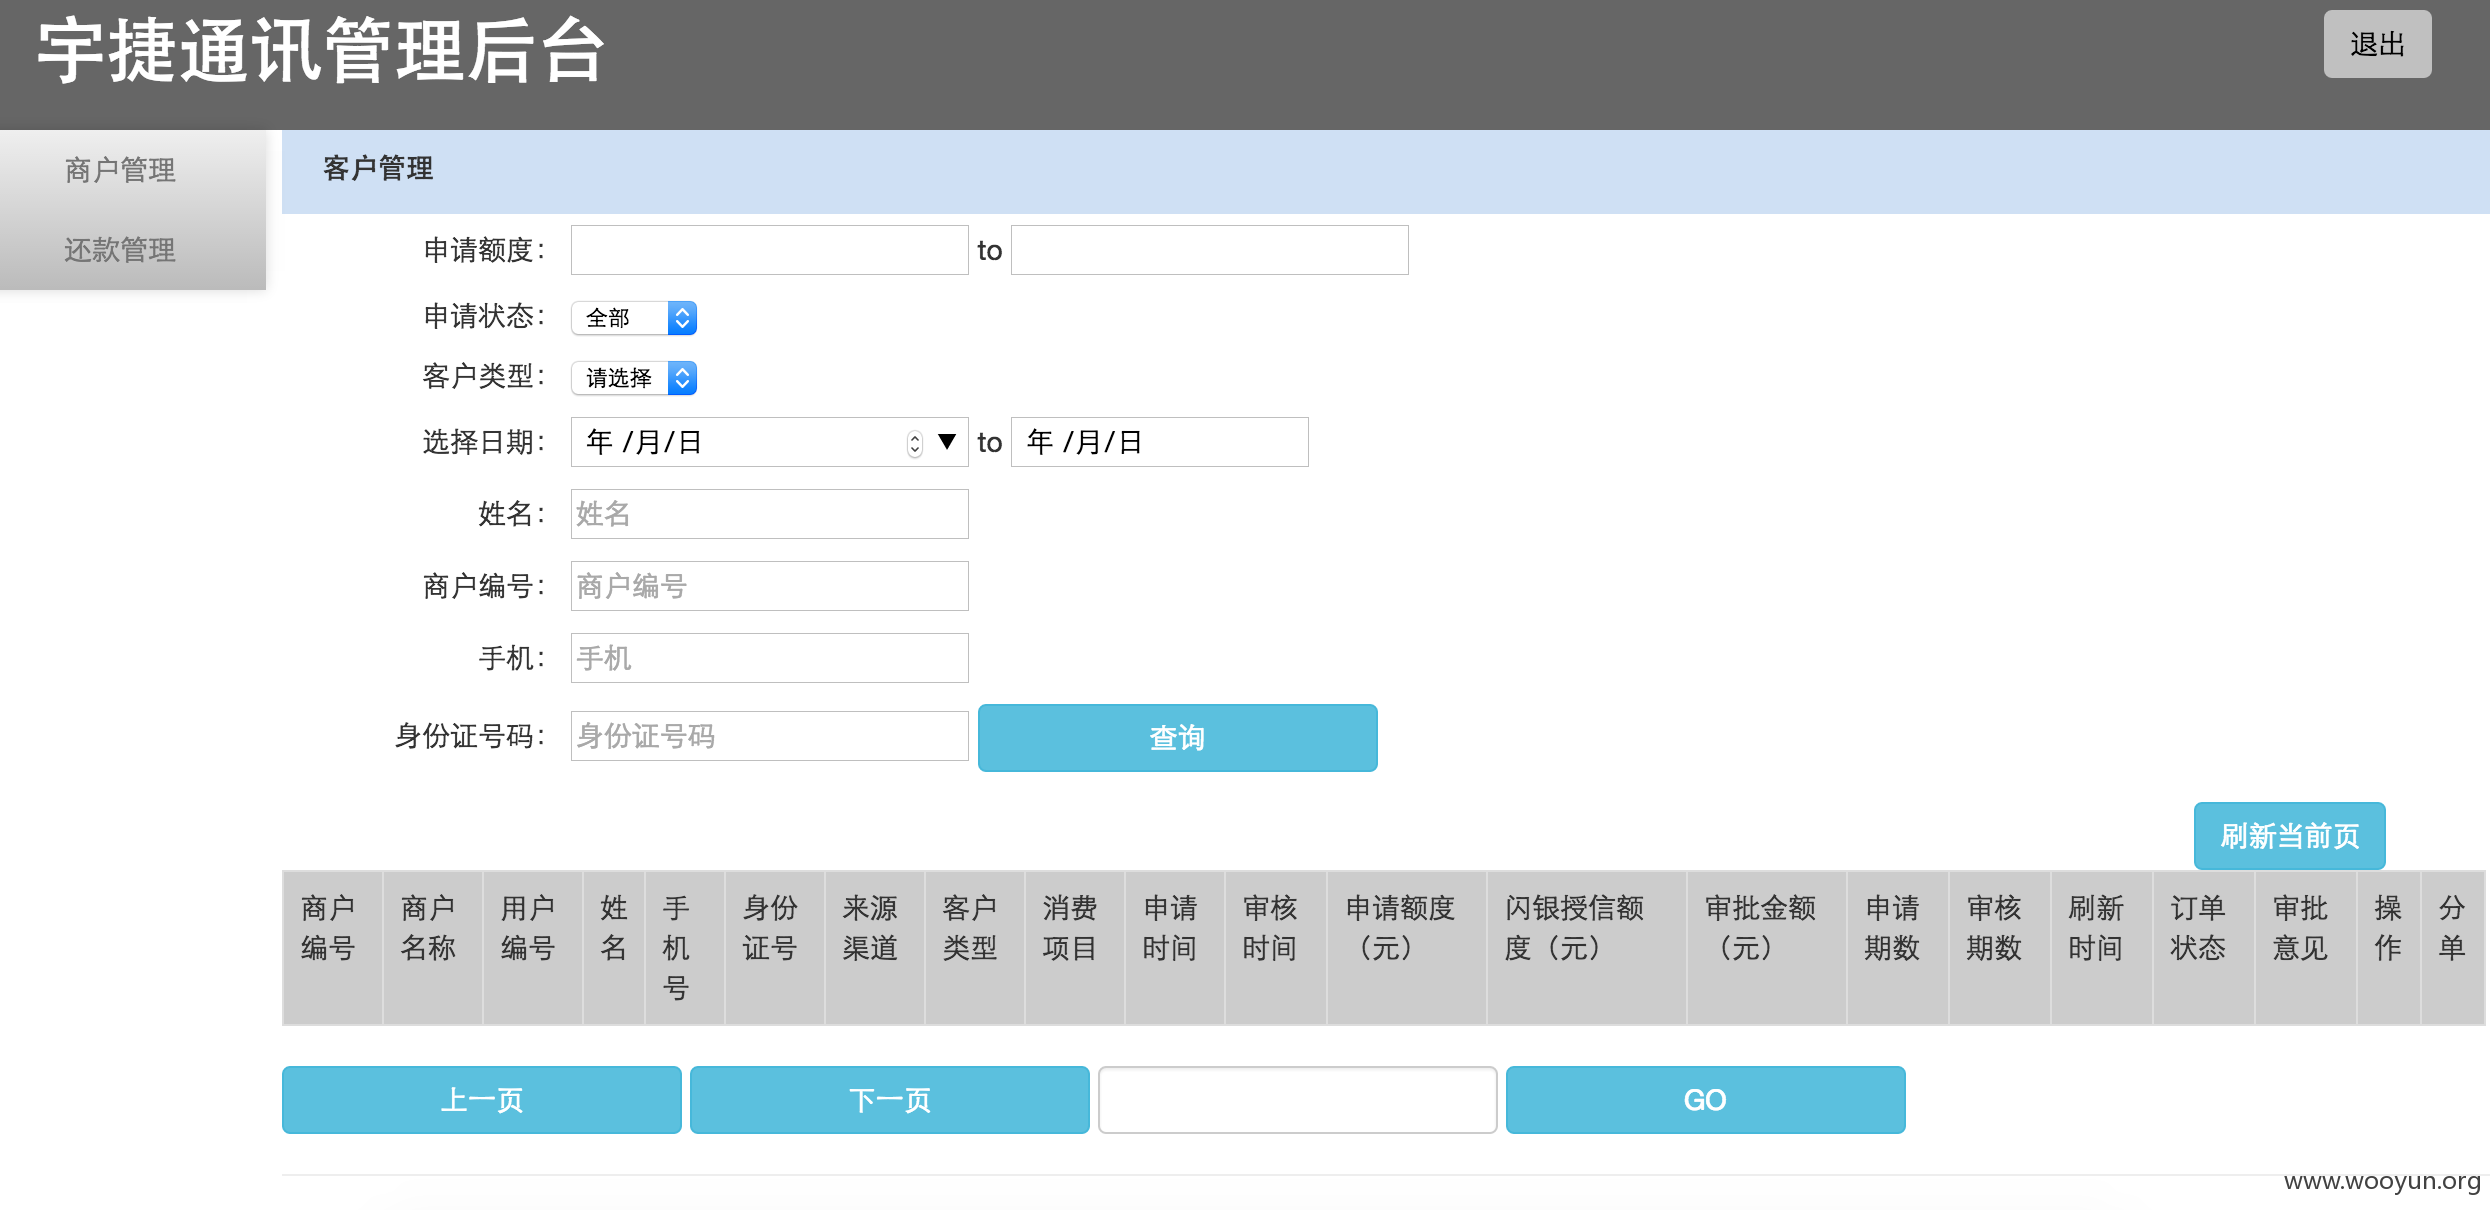 宇捷通讯管理后台
退出
商户管理
还款管理
客户管理
申请额度： to
申请状态： 全部
客户类型： 请选择
选择日期： 年 /月/日 to 年 /月/日
姓名： 姓名
商户编号： 商户编号
手机： 手机
身份证号码： 身份证号码 查询
刷新当前页
商户编号 商户名称 用户编号 姓名 手机号 身份证号 来源渠道 客户类型 消费项目 申请时间 审核时间 申请额度（元） 闪银授信额度（元） 审批金额（元） 申请期数 审核期数 刷新时间 订单状态 审批意见 操作 分单
上一页 下一页 GO
www.wooyun.org